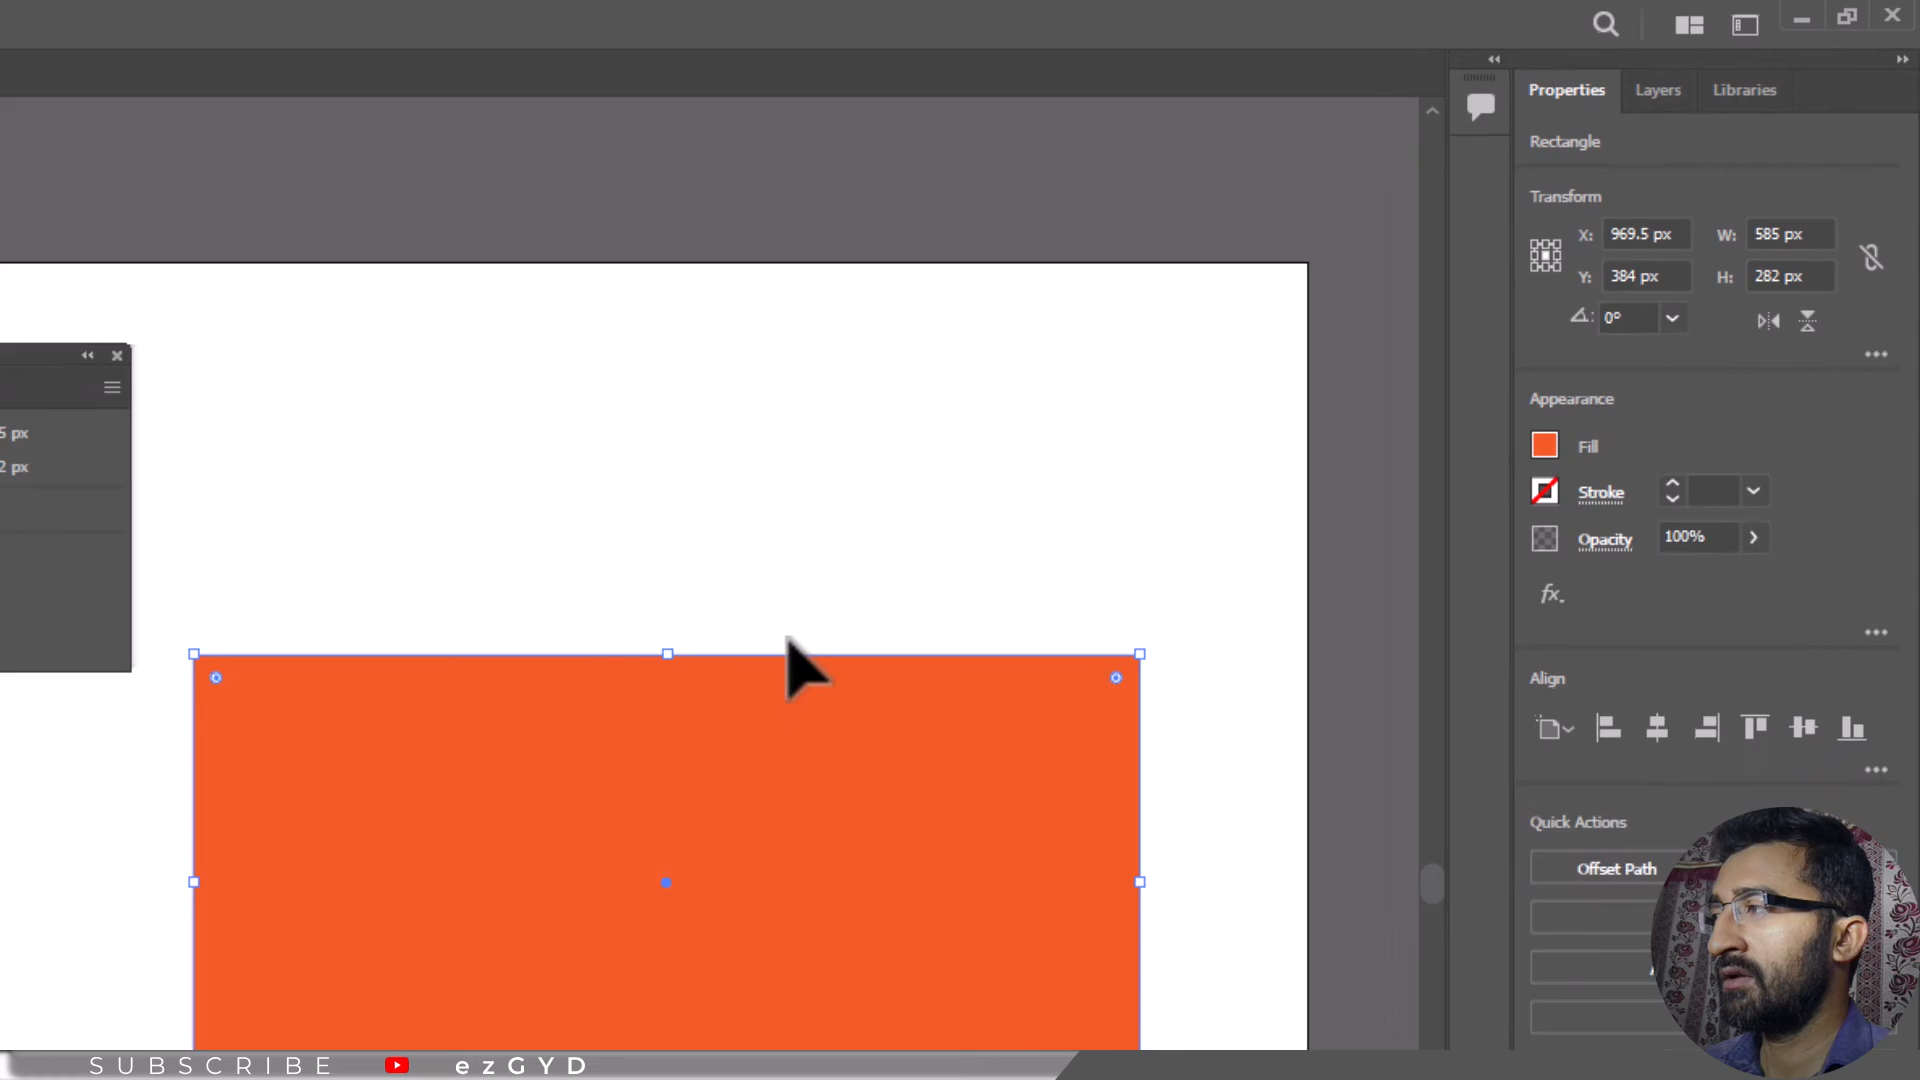 Properties Layers Libraries
Rectangle
Transform
X: 969.5 px W: 585 px
Y: 384 px H: 282 px
0°
5 px
2 px
Appearance
Fill
Stroke
Opacity 100%
fx
Align
Quick Actions
Offset Path
SUBSCRIBE ezGYD